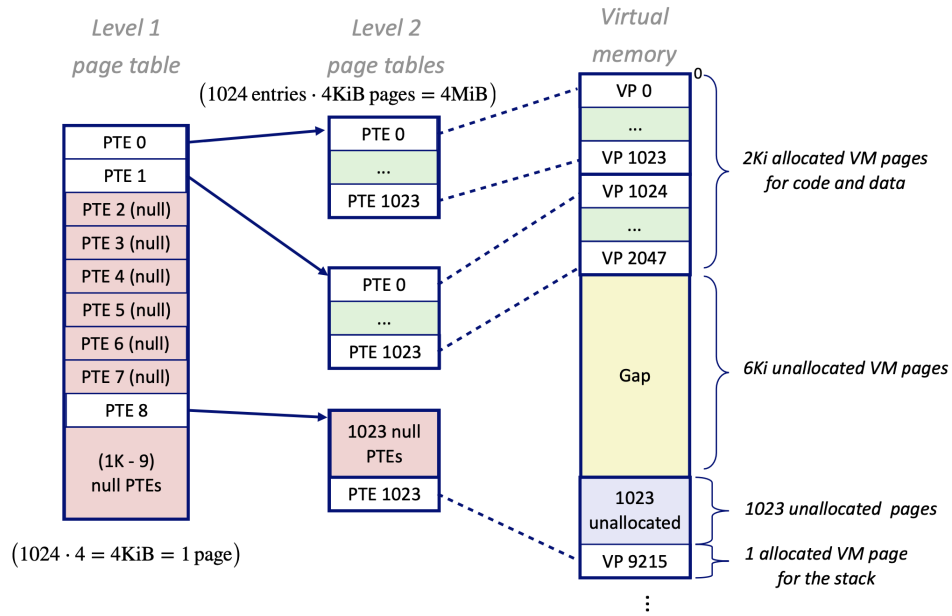 Level 1
page table
Level 2
page tables
Virtual
memory
(1024 entries · 4KiB pages = 4MiB)
PTE 0
PTE 1
PTE 2 (null)
PTE 3 (null)
PTE 4 (null)
PTE 5 (null)
PTE 6 (null)
PTE 7 (null)
PTE 8
(1K - 9)
null PTEs
(1024 · 4 = 4KiB = 1 page)
PTE 0
...
PTE 1023
PTE 0
...
PTE 1023
1023 null
PTEs
PTE 1023
0
VP 0
...
VP 1023
VP 1024
...
VP 2047
Gap
1023
unallocated
VP 9215
...
2Ki allocated VM pages
for code and data
6Ki unallocated VM pages
1023 unallocated pages
1 allocated VM page
for the stack